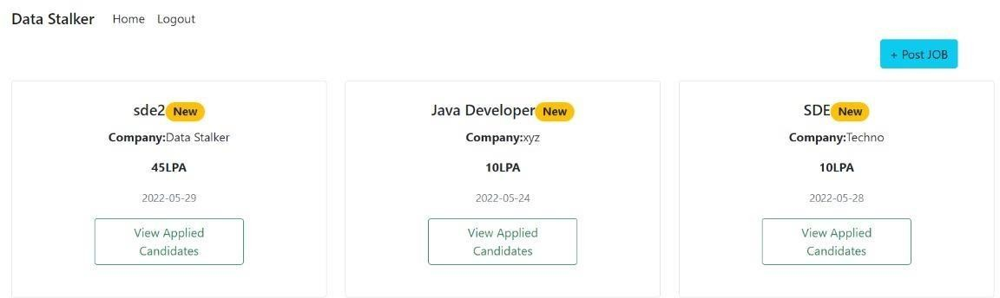 Data Stalker Home Logout
+ Post JOB
sde2 New
Company:Data Stalker
45LPA
2022-05-29
View Applied
Candidates
Java Developer New
Company:xyz
10LPA
2022-05-24
View Applied
Candidates
SDE New
Company:Techno
10LPA
2022-05-28
View Applied
Candidates